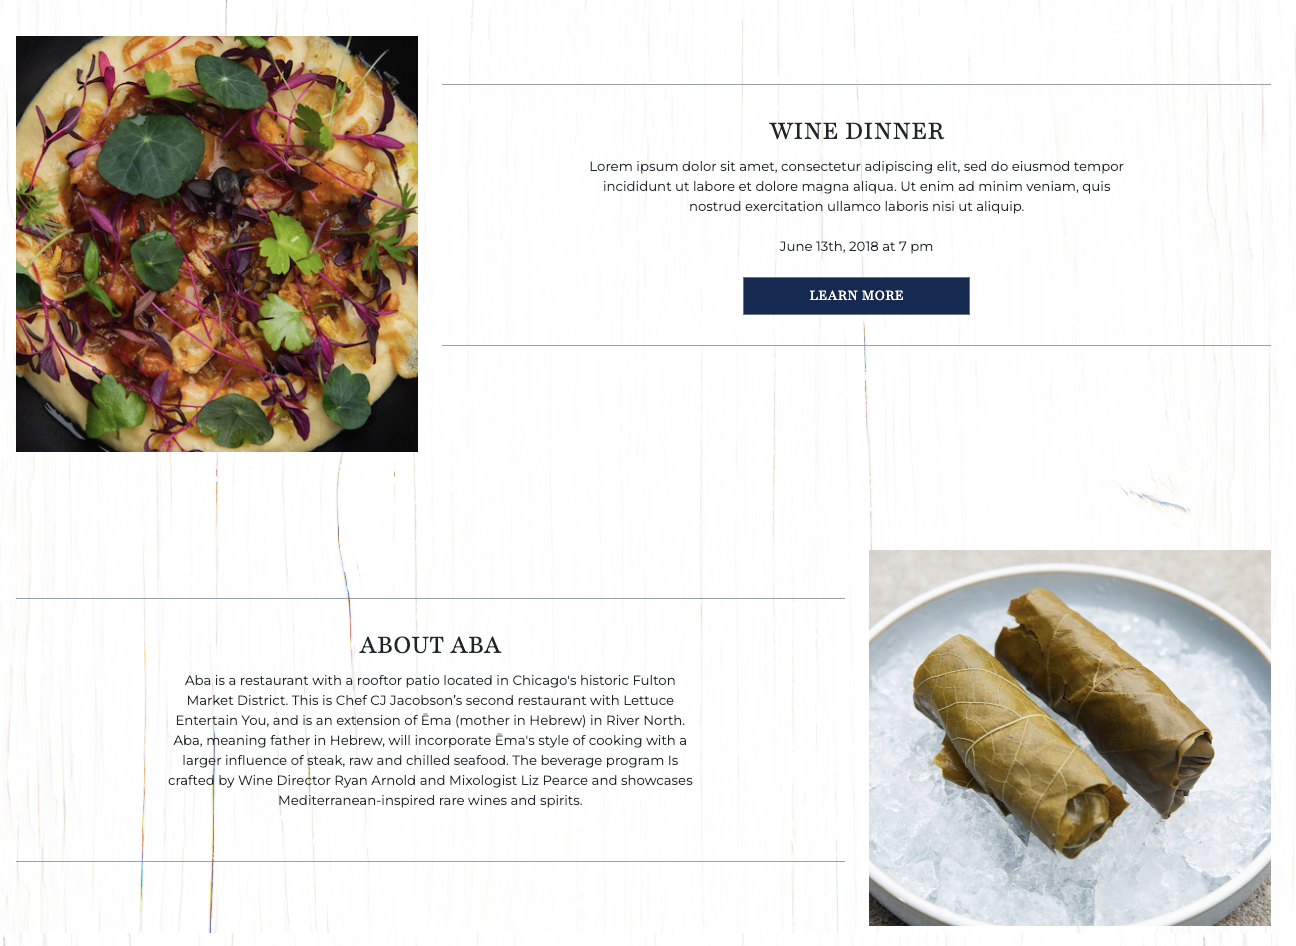 WINE DINNER
Lorem ipsum dolor sit amet, consectetur adipiscing elit, sed do eiusmod tempor
incididunt ut labore et dolore magna aliqua. Ut enim ad minim veniam, quis
nostrud exercitation ullamco laboris nisi ut aliquip.
June 13th, 2018 at 7 pm
LEARN MORE
ABOUT ABA
Aba is a restaurant with a rooftor patio located in Chicago's historic Fulton
Market District. This is Chef CJ Jacobson’s second restaurant with Lettuce
Entertain You, and is an extension of Ēma (mother in Hebrew) in River North.
Aba, meaning father in Hebrew, will incorporate Ēma's style of cooking with a
larger influence of steak, raw and chilled seafood. The beverage program Is
crafted by Wine Director Ryan Arnold and Mixologist Liz Pearce and showcases
Mediterranean-inspired rare wines and spirits.